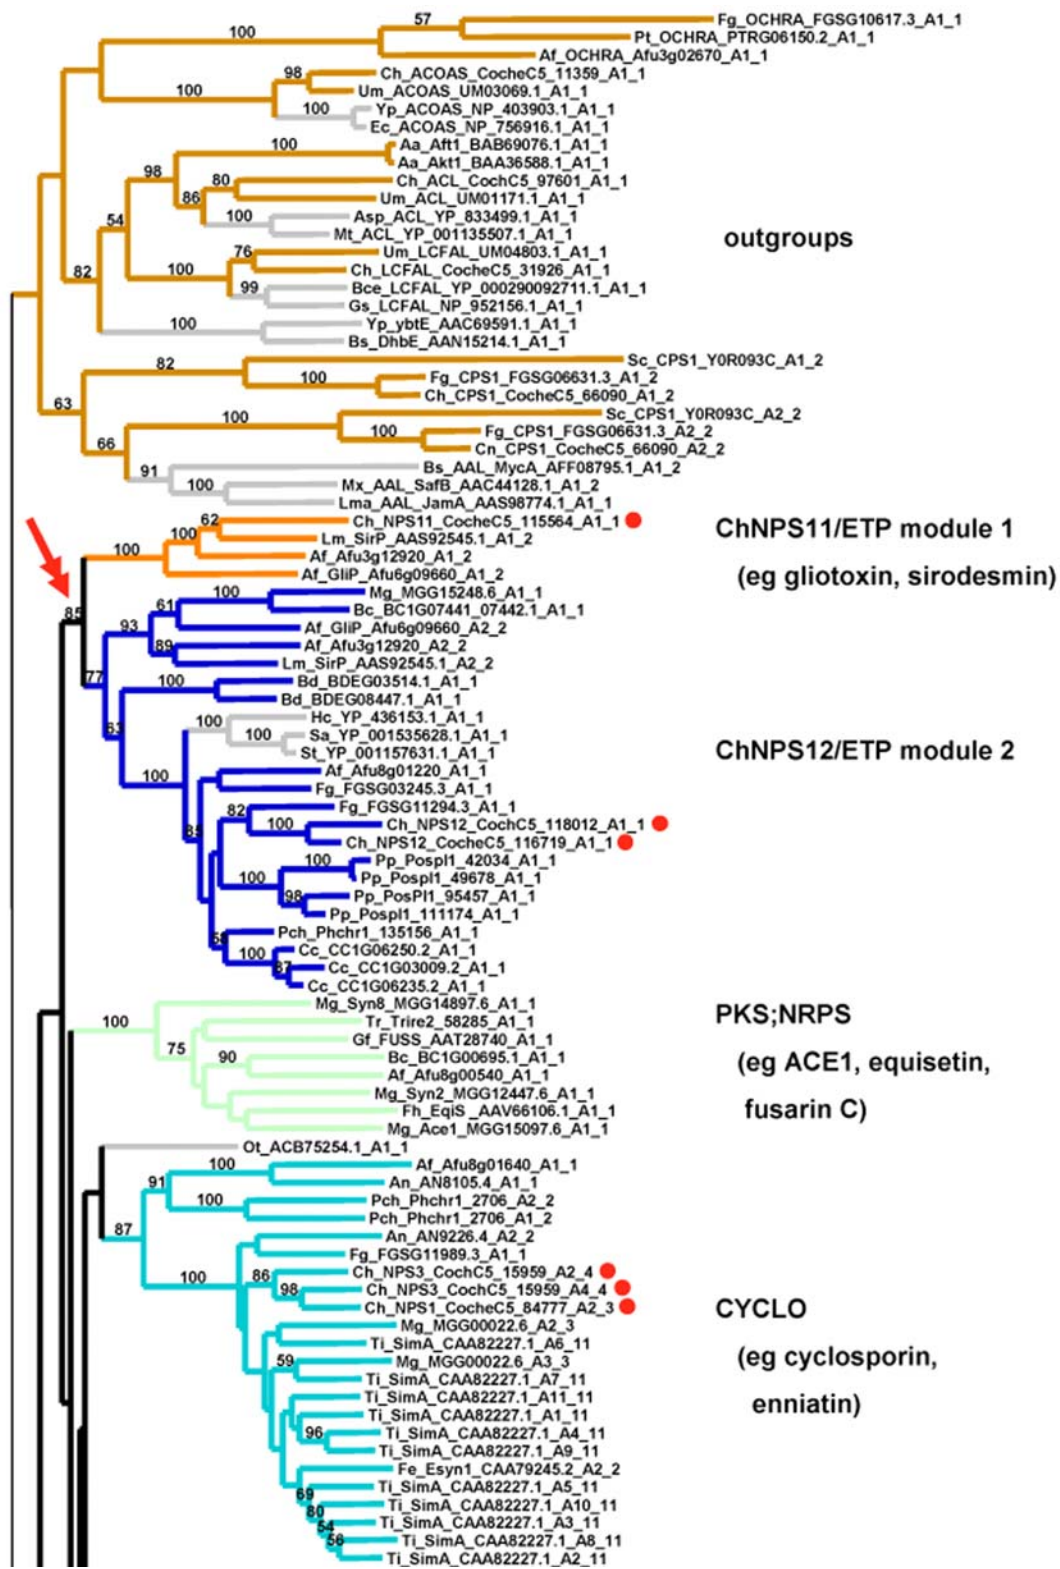 57
Fg_OCHRA_FGSG10617.3_A1_1
100
Pt_OCHRA_PTRG06150.2_A1_1
Af_OCHRA_Afu3g02670_A1_1
98
Ch_ACOAS_CocheC5_11359_A1_1
100
Um_ACOAS_UM03069.1_A1_1
100
Yp_ACOAS_NP_403903.1_A1_1
Ec_ACOAS_NP_756916.1_A1_1
100
Aa_Aft1_BAB69076.1_A1_1
Aa_Akt1_BAA36588.1_A1_1
98
80
Ch_ACL_CochC5_97601_A1_1
86
Um_ACL_UM01171.1_A1_1
54
100
Asp_ACL_YP_833499.1_A1_1
Mt_ACL_YP_001135507.1_A1_1
outgroups
76
Um_LCFAL_UM04803.1_A1_1
82
100
Ch_LCFAL_CocheC5_31926_A1_1
99
Bce_LCFAL_YP_000290092711.1_A1_1
Gs_LCFAL_NP_952156.1_A1_1
100
Yp_ybtE_AAC69591.1_A1_1
Bs_DhbE_AAN15214.1_A1_1
82
Sc_CPS1_Y0R093C_A1_2
100
Fg_CPS1_FGSG06631.3_A1_2
Ch_CPS1_CocheC5_66090_A1_2
63
100
Sc_CPS1_Y0R093C_A2_2
100
Fg_CPS1_FGSG06631.3_A2_2
66
Cn_CPS1_CocheC5_66090_A2_2
91
Bs_AAL_MycA_AFF08795.1_A1_2
100
Mx_AAL_SafB_AAC44128.1_A1_2
Lma_AAL_JamA_AAS98774.1_A1_1
62
Ch_NPS11_CocheC5_115564_A1_1
ChNPS11/ETP module 1
100
Lm_SirP_AAS92545.1_A1_2
100
Af_Afu3g12920_A1_2
Af_GliP_Afu6g09660_A1_2
(eg gliotoxin, sirodesmin)
85
100
Mg_MGG15248.6_A1_1
61
Bc_BC1G07441_07442.1_A1_1
93
Af_GliP_Afu6g09660_A2_2
89
Af_Afu3g12920_A2_2
Lm_SirP_AAS92545.1_A2_2
77
100
Bd_BDEG03514.1_A1_1
Bd_BDEG08447.1_A1_1
63
100
Hc_YP_436153.1_A1_1
100
Sa_YP_001535628.1_A1_1
St_YP_001157631.1_A1_1
ChNPS12/ETP module 2
100
Af_Afu8g01220_A1_1
Fg_FGSG03245.3_A1_1
82
Fg_FGSG11294.3_A1_1
85
100
Ch_NPS12_CochC5_118012_A1_1
Ch_NPS12_CocheC5_116719_A1_1
100
Pp_Pospl1_42034_A1_1
100
Pp_Pospl1_49678_A1_1
98
Pp_PosPl1_95457_A1_1
Pp_Pospl1_111174_A1_1
Pch_Phchr1_135156_A1_1
100
Cc_CC1G06250.2_A1_1
Cc_CC1G03009.2_A1_1
Cc_CC1G06235.2_A1_1
Mg_Syn8_MGG14897.6_A1_1
PKS;NRPS
100
Tr_Trire2_58285_A1_1
Gf_FUSS_AAT28740.1_A1_1
75
90
Bc_BC1G00695.1_A1_1
(eg ACE1, equisetin,
Af_Afu8g00540_A1_1
Mg_Syn2_MGG12447.6_A1_1
Fh_EqiS_AAV66106.1_A1_1
fusarin C)
Mg_Ace1_MGG15097.6_A1_1
Ot_ACB75254.1_A1_1
100
Af_Afu8g01640_A1_1
91
An_AN8105.4_A1_1
100
Pch_Phchr1_2706_A2_2
Pch_Phchr1_2706_A1_2
87
An_AN9226.4_A2_2
Fg_FGSG11989.3_A1_1
100
86
Ch_NPS3_CochC5_15959_A2_4
98
Ch_NPS3_CochC5_15959_A4_4
Ch_NPS1_CocheC5_84777_A2_3
CYCLO
Mg_MGG00022.6_A2_3
Ti_SimA_CAA82227.1_A6_11
59
Mg_MGG00022.6_A3_3
(eg cyclosporin,
Ti_SimA_CAA82227.1_A7_11
Ti_SimA_CAA82227.1_A11_11
enniatin)
Ti_SimA_CAA82227.1_A1_11
96
Ti_SimA_CAA82227.1_A4_11
Ti_SimA_CAA82227.1_A9_11
Fe_Esyn1_CAA79245.2_A2_2
69
Ti_SimA_CAA82227.1_A5_11
80
Ti_SimA_CAA82227.1_A10_11
54
Ti_SimA_CAA82227.1_A3_11
56
Ti_SimA_CAA82227.1_A8_11
Ti_SimA_CAA82227.1_A2_11